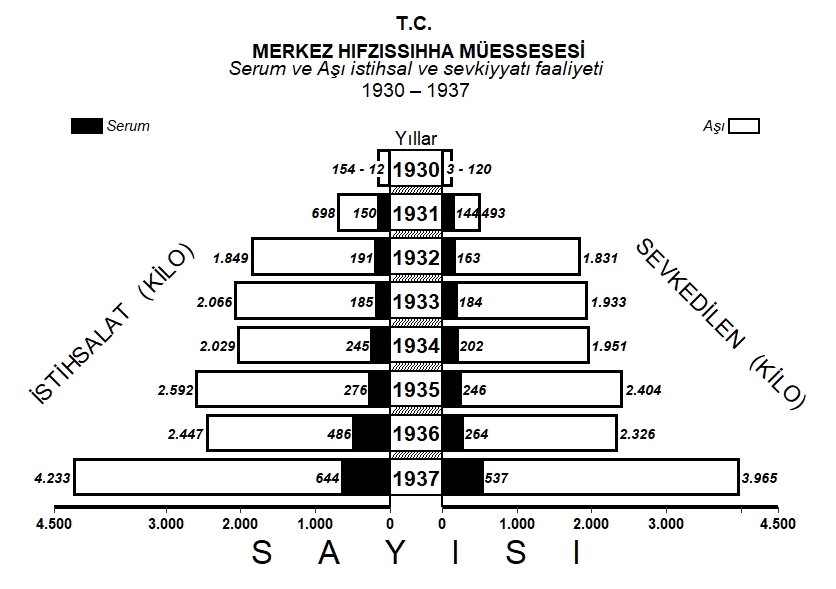 T.C.
MERKEZ HIFZISSIHHA MÜESSESESİ
Serum ve Aşı istihsal ve sevkiyyatı faaliyeti
1930 – 1937
Serum
Aşı
Yıllar
154 - 12 1930 3 - 120
698 150 1931 144 493
1.849 191 1932 163 1.831
2.066 185 1933 184 1.933
2.029 245 1934 202 1.951
2.592 276 1935 246 2.404
2.447 486 1936 264 2.326
4.233 644 1937 537 3.965
İSTİHSALAT (KİLO)
SEVKEDİLEN (KİLO)
4.500 3.000 2.000 1.000 0 0 1.000 2.000 3.000 4.500
S A Y I S I